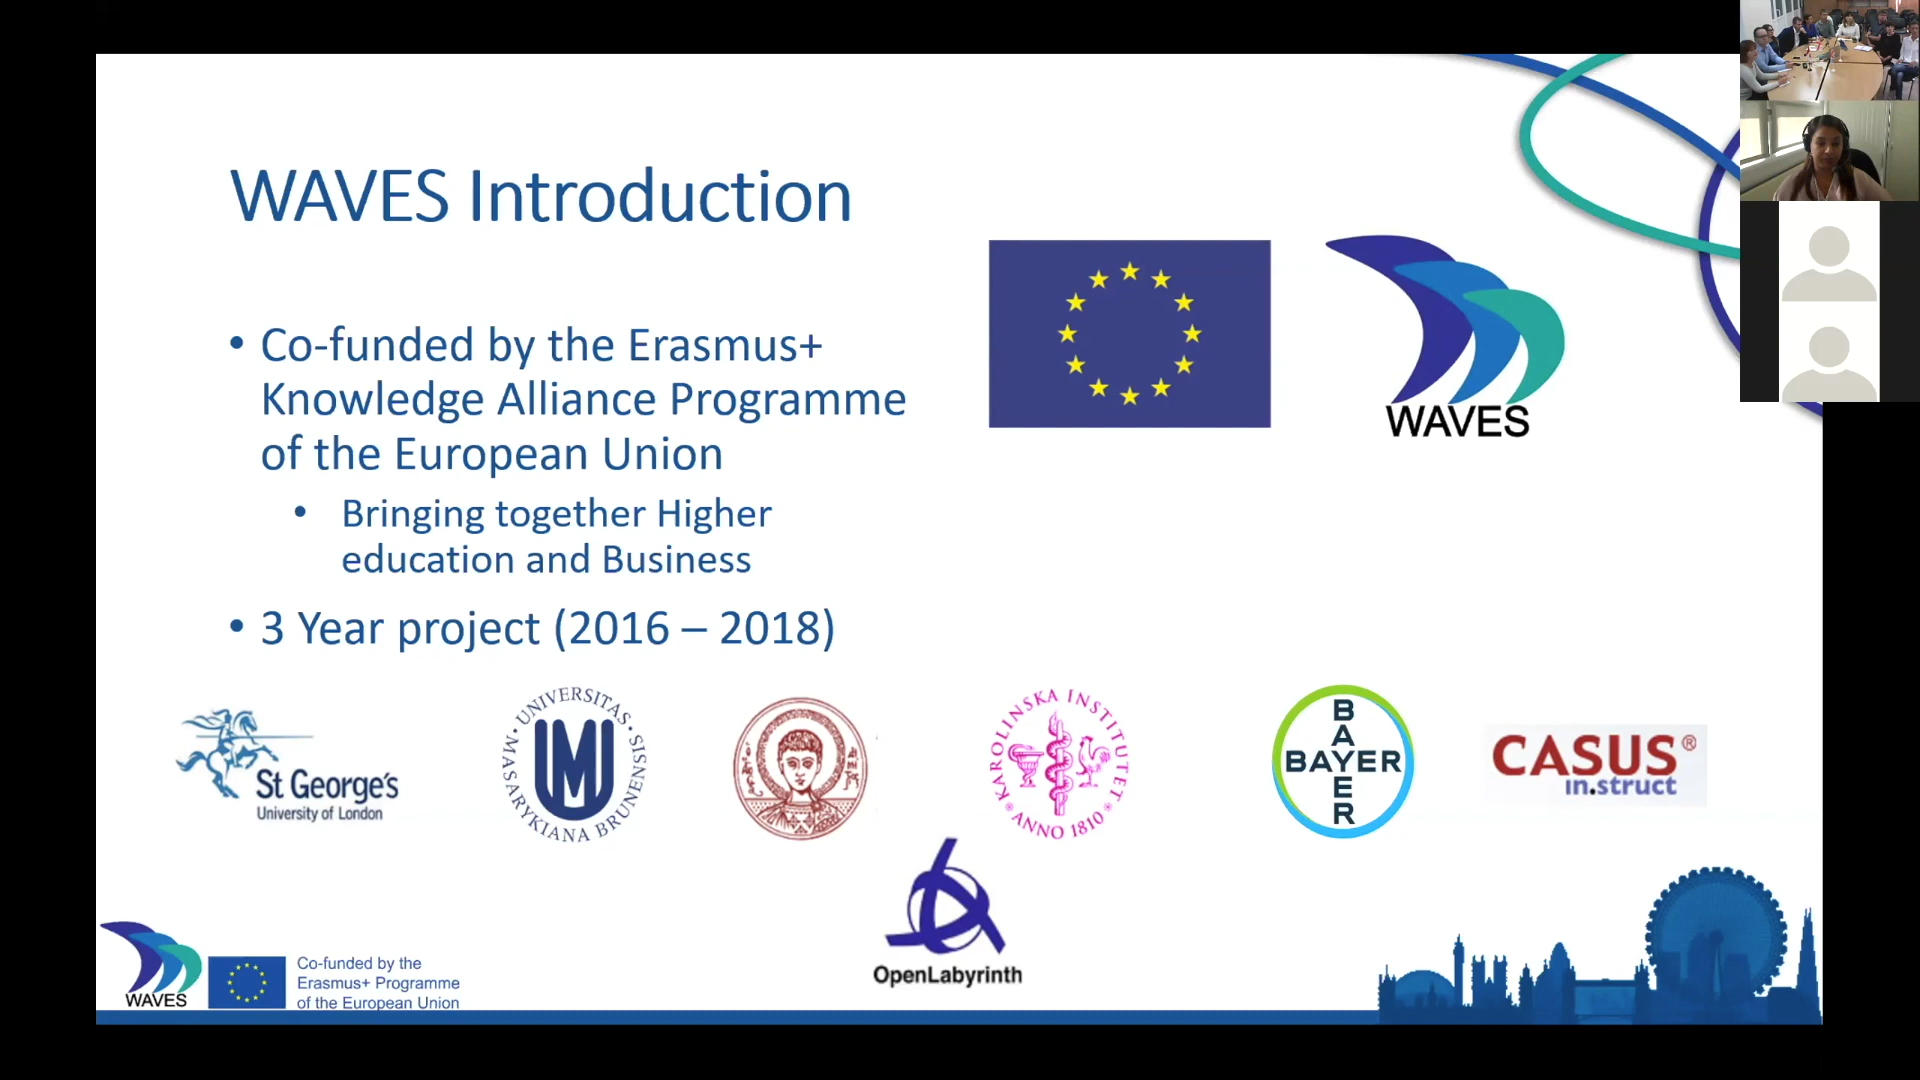 WAVES Introduction
• Co-funded by the Erasmus+
Knowledge Alliance Programme
of the European Union
• Bringing together Higher
education and Business
• 3 Year project (2016 – 2018)
WAVES
St George's
University of London
UNIVERSITAS
MASARYKIANA BRUNENSIS
MU
KAROLINSKA INSTITUTET
ANNO 1810
BAYER
BAYER
CASUS®
in.struct
OpenLabyrinth
WAVES
Co-funded by the
Erasmus+ Programme
of the European Union